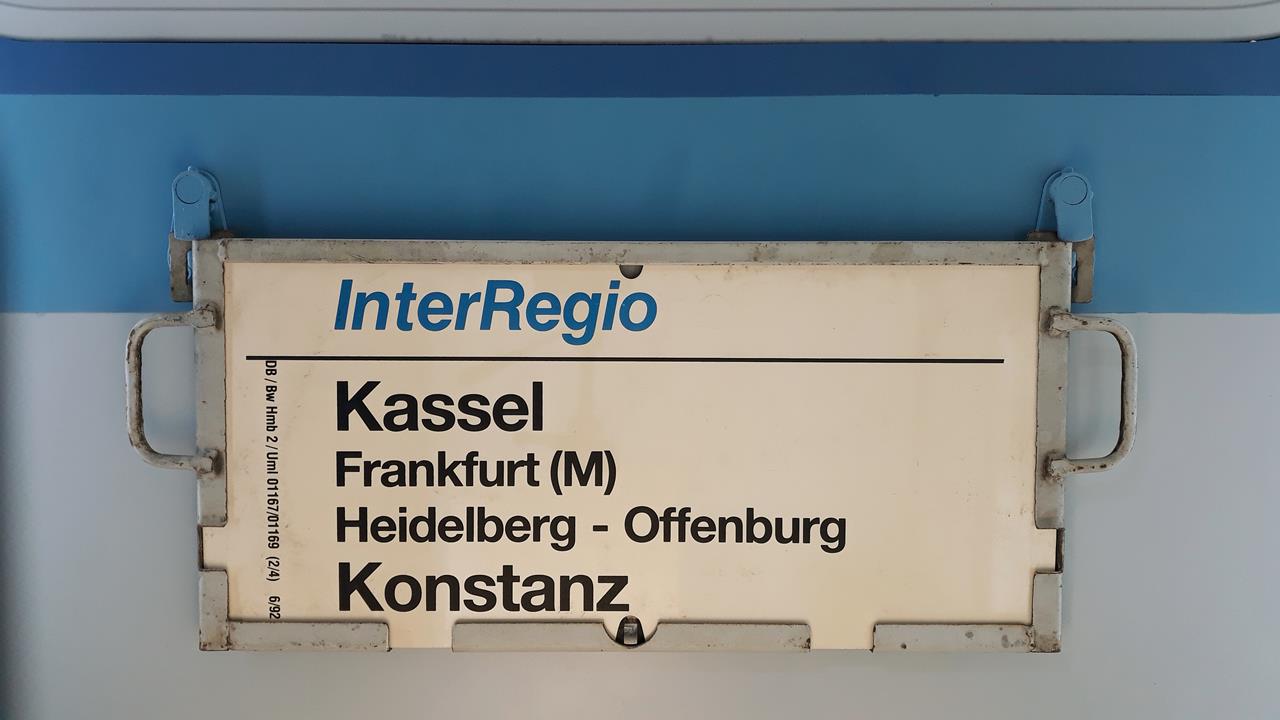 InterRegio
Kassel
Frankfurt (M)
Heidelberg - Offenburg
Konstanz
DB / Bw Hmb 2 / Uml 01167/01169 (2/4) 6/92